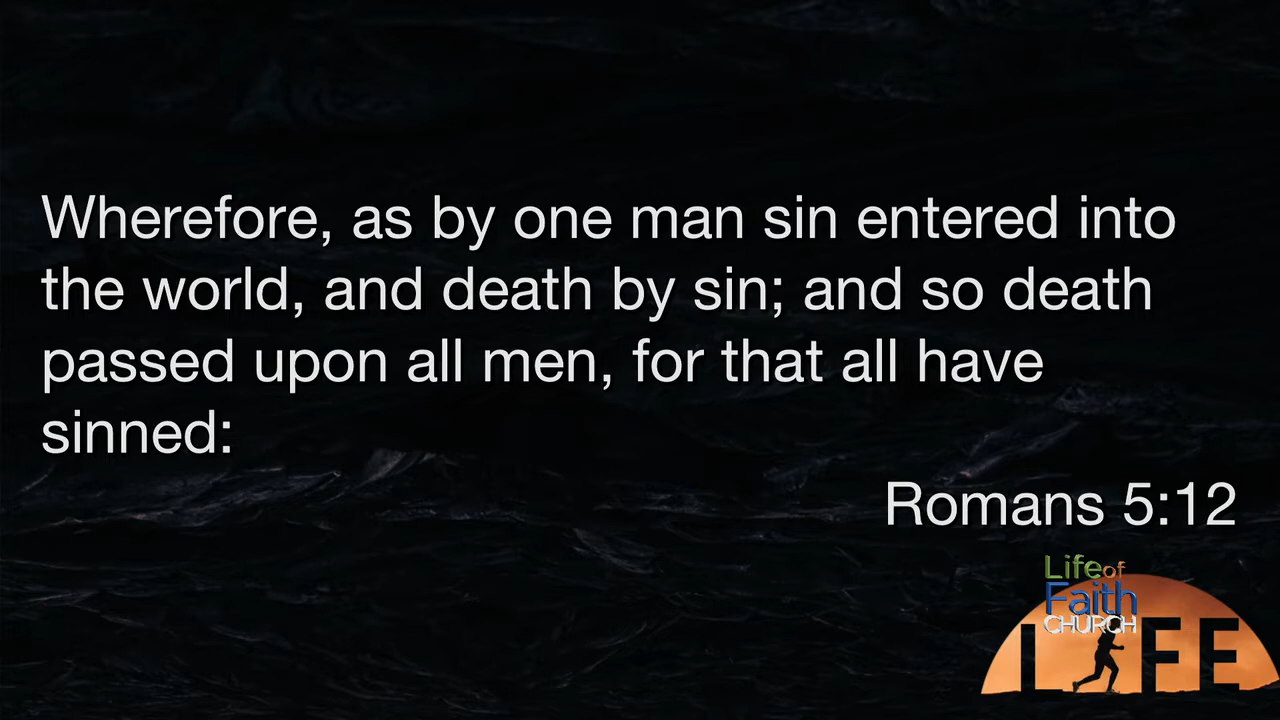 Wherefore, as by one man sin entered into
the world, and death by sin; and so death
passed upon all men, for that all have
sinned:
Romans 5:12
Life of
Faith
CHURCH
LIFE